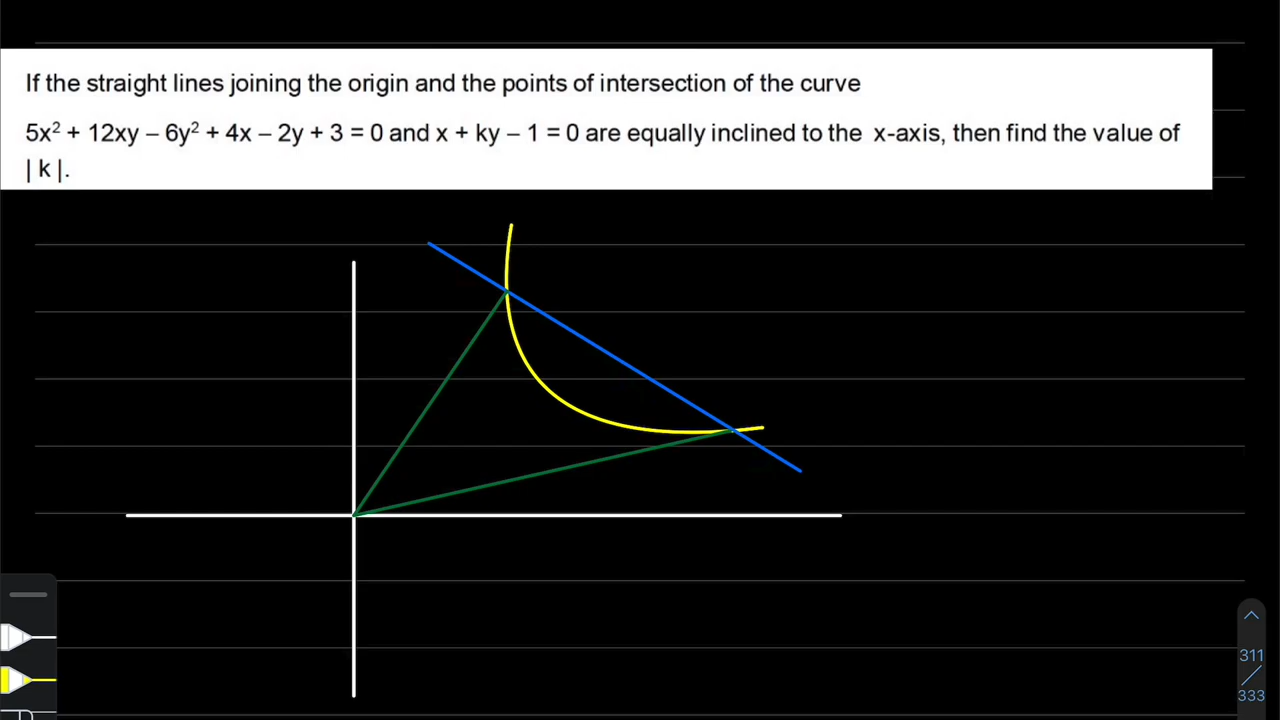 If the straight lines joining the origin and the points of intersection of the curve
5x² + 12xy – 6y² + 4x – 2y + 3 = 0 and x + ky – 1 = 0 are equally inclined to the x-axis, then find the value of
| k |.
311
333